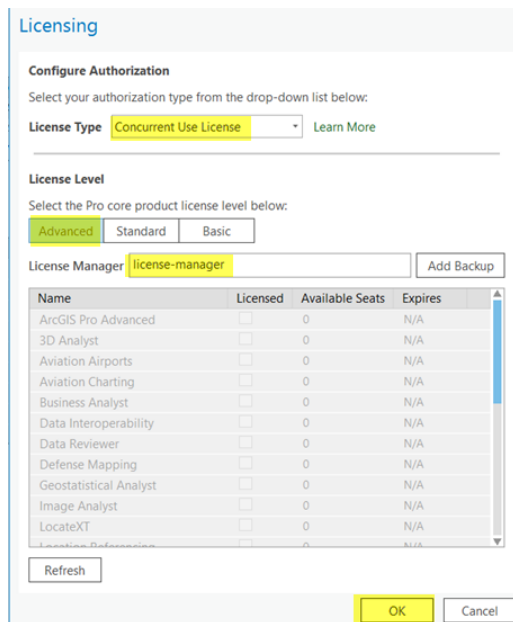 Licensing
Configure Authorization
Select your authorization type from the drop-down list below:
License Type Concurrent Use License Learn More
License Level
Select the Pro core product license level below:
Advanced Standard Basic
License Manager license-manager Add Backup
Name Licensed Available Seats Expires
ArcGIS Pro Advanced 0 N/A
3D Analyst 0 N/A
Aviation Airports 0 N/A
Aviation Charting 0 N/A
Business Analyst 0 N/A
Data Interoperability 0 N/A
Data Reviewer 0 N/A
Defense Mapping 0 N/A
Geostatistical Analyst 0 N/A
Image Analyst 0 N/A
LocateXT 0 N/A
Location Referencing 0 N/A
Refresh
OK Cancel